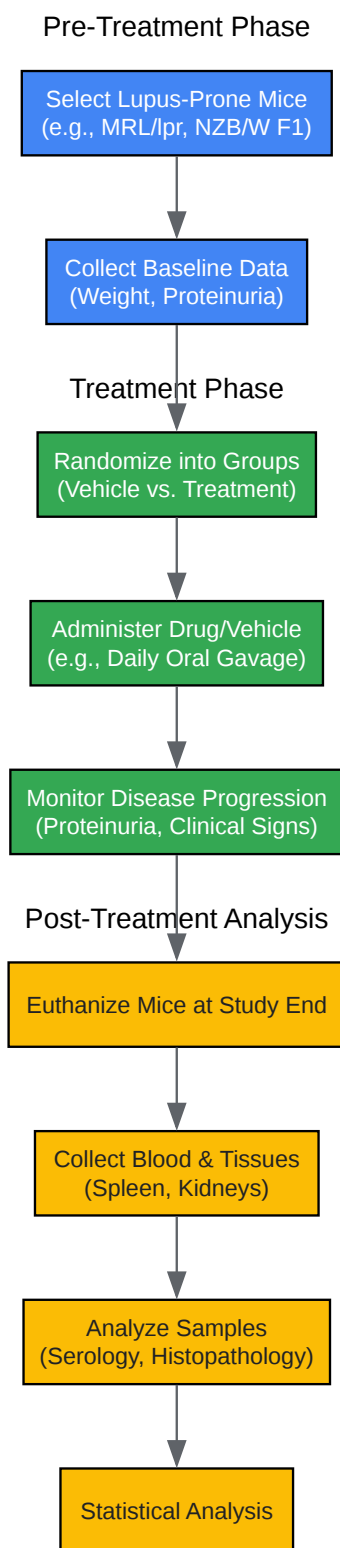 Pre-Treatment Phase
Select Lupus-Prone Mice
(e.g., MRL/lpr, NZB/W F1)
Collect Baseline Data
(Weight, Proteinuria)
Treatment Phase
Randomize into Groups
(Vehicle vs. Treatment)
Administer Drug/Vehicle
(e.g., Daily Oral Gavage)
Monitor Disease Progression
(Proteinuria, Clinical Signs)
Post-Treatment Analysis
Euthanize Mice at Study End
Collect Blood & Tissues
(Spleen, Kidneys)
Analyze Samples
(Serology, Histopathology)
Statistical Analysis